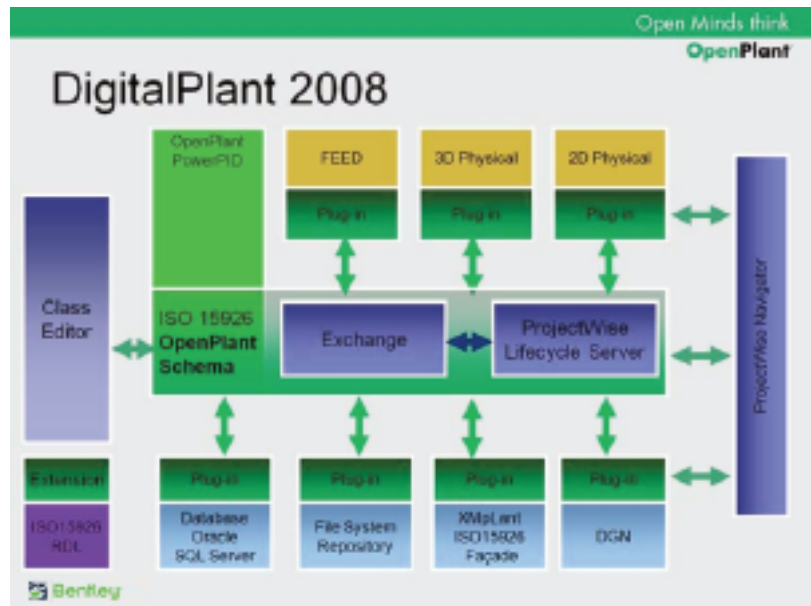 Open Minds think
OpenPlant
DigitalPlant 2008
OpenPlant
PowerPID
FEED
3D Physical
2D Physical
Plug-in
Plug-in
Plug-in
Class
Editor
ISO 15926
OpenPlant
Schema
Exchange
ProjectWise
Lifecycle Server
ProjectWise Navigator
Extension
Plug-in
Plug-in
Plug-in
Plug-in
ISO15926
RDL
Database
Oracle
SQL Server
File System
Repository
XMpLant
ISO15926
Façade
DGN
Bentley